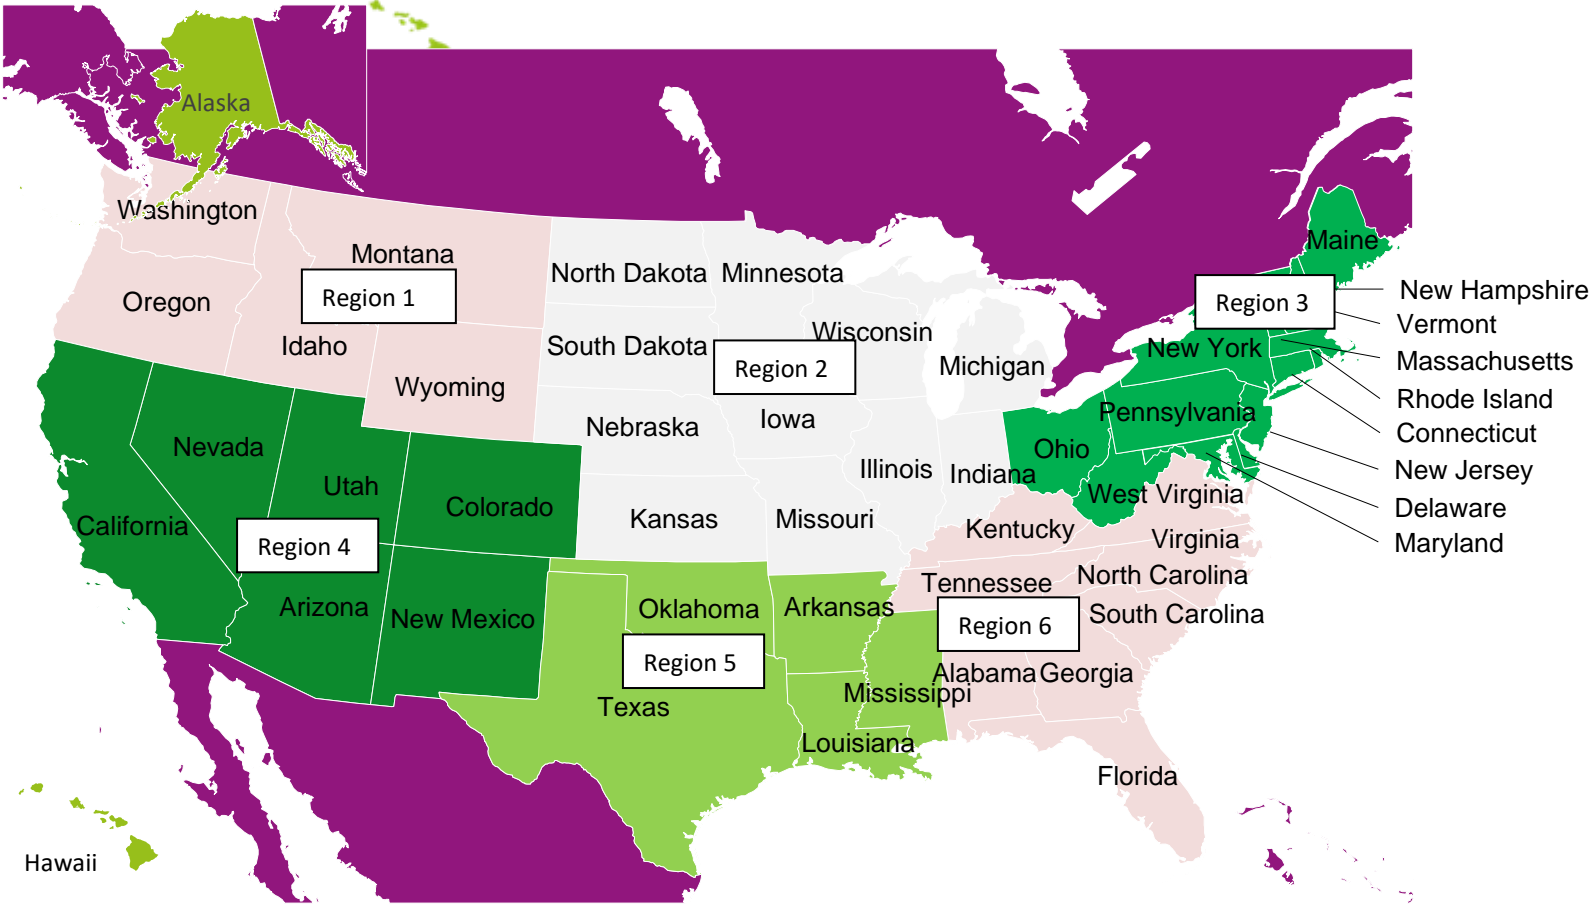 Alaska
Washington
Montana
Maine
North Dakota
Minnesota
New Hampshire
Region 1
Region 3
Oregon
Vermont
Wisconsin
Idaho
South Dakota
New York
Massachusetts
Region 2
Michigan
Wyoming
Rhode Island
Pennsylvania
Iowa
Nebraska
Connecticut
Nevada
Ohio
Illinois
Indiana
New Jersey
Utah
West Virginia
Colorado
Delaware
California
Kansas
Missouri
Kentucky
Virginia
Maryland
Region 4
Tennessee
North Carolina
Arizona
Oklahoma
Arkansas
South Carolina
New Mexico
Region 6
Region 5
Alabama
Georgia
Mississippi
Texas
Louisiana
Florida
Hawaii